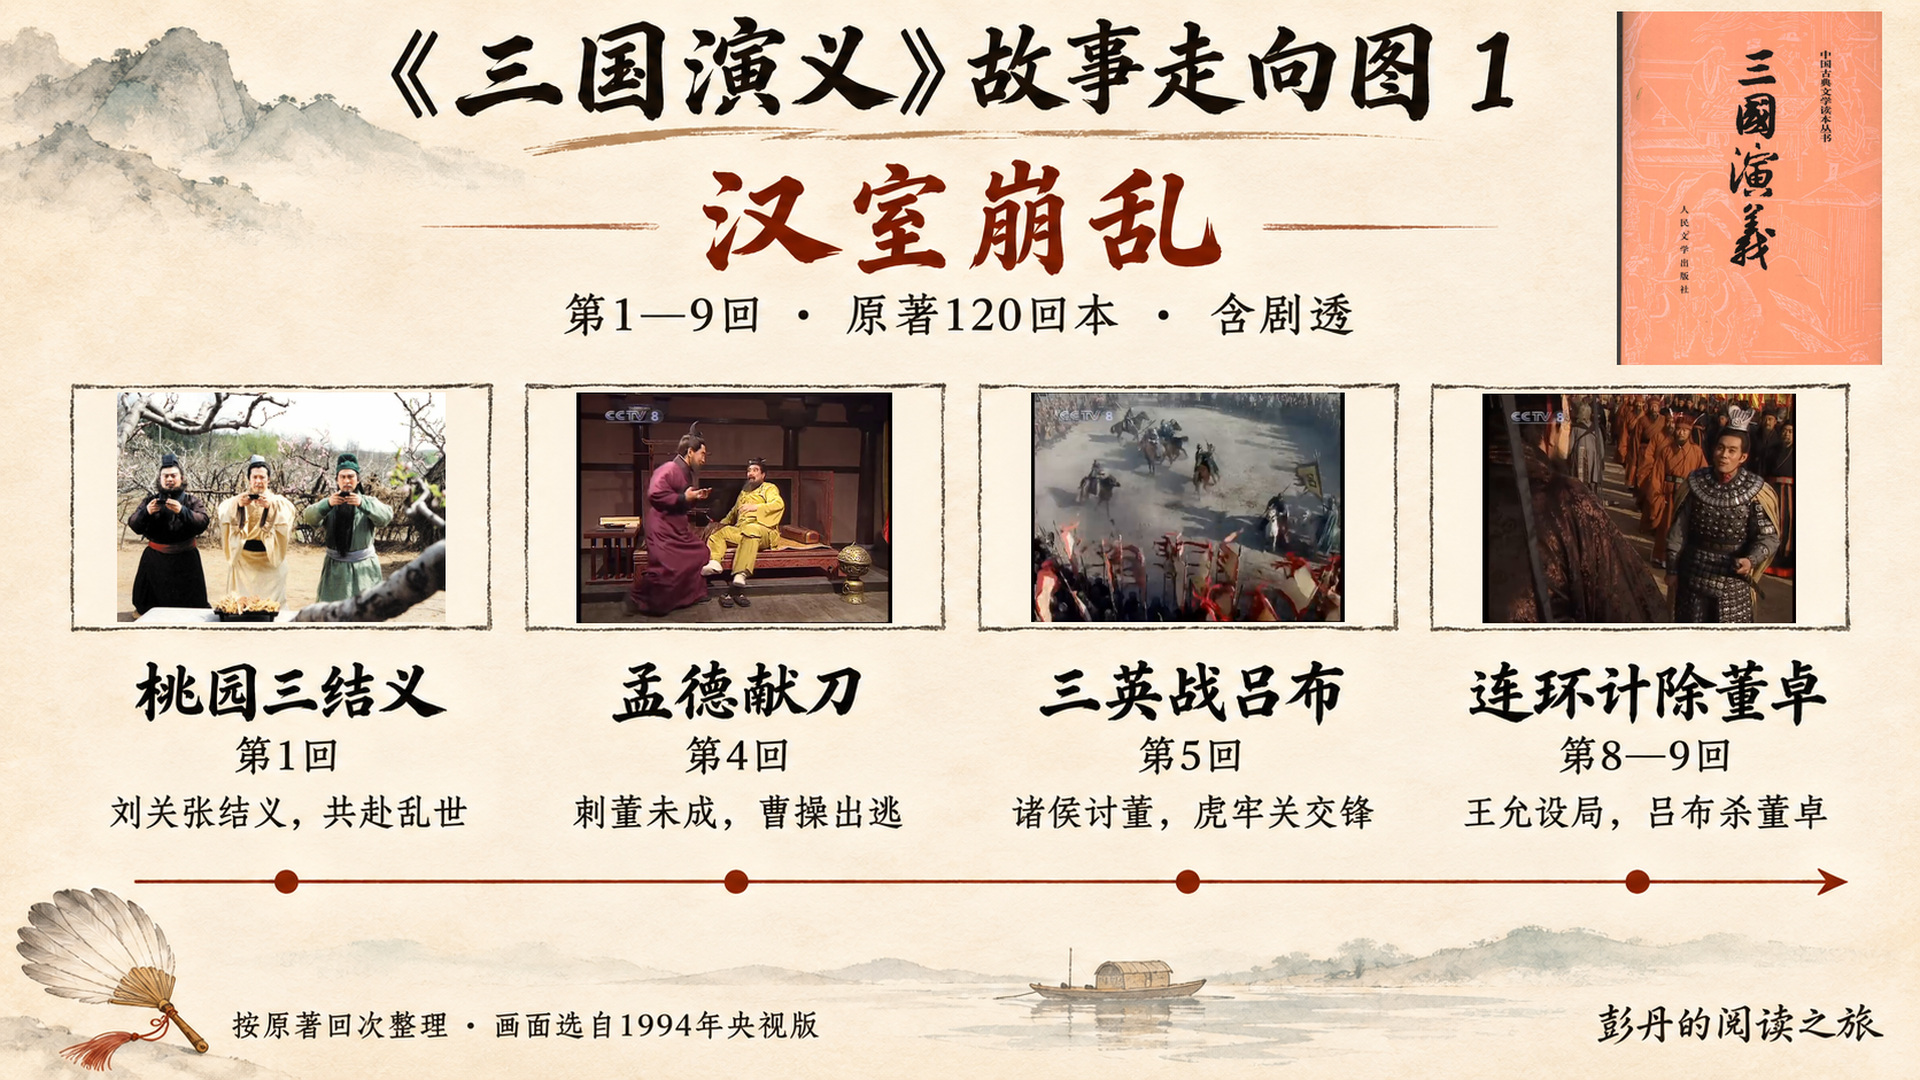 《三国演义》故事走向图 1
汉室崩乱
第1—9回 · 原著120回本 · 含剧透
中国古典文学读本丛书
三國演義
人民文学出版社
CCTV 8
CCTV 8
CCTV 8
桃园三结义
第1回
刘关张结义，共赴乱世
孟德献刀
第4回
刺董未成，曹操出逃
三英战吕布
第5回
诸侯讨董，虎牢关交锋
连环计除董卓
第8—9回
王允设局，吕布杀董卓
按原著回次整理 · 画面选自1994年央视版
彭丹的阅读之旅